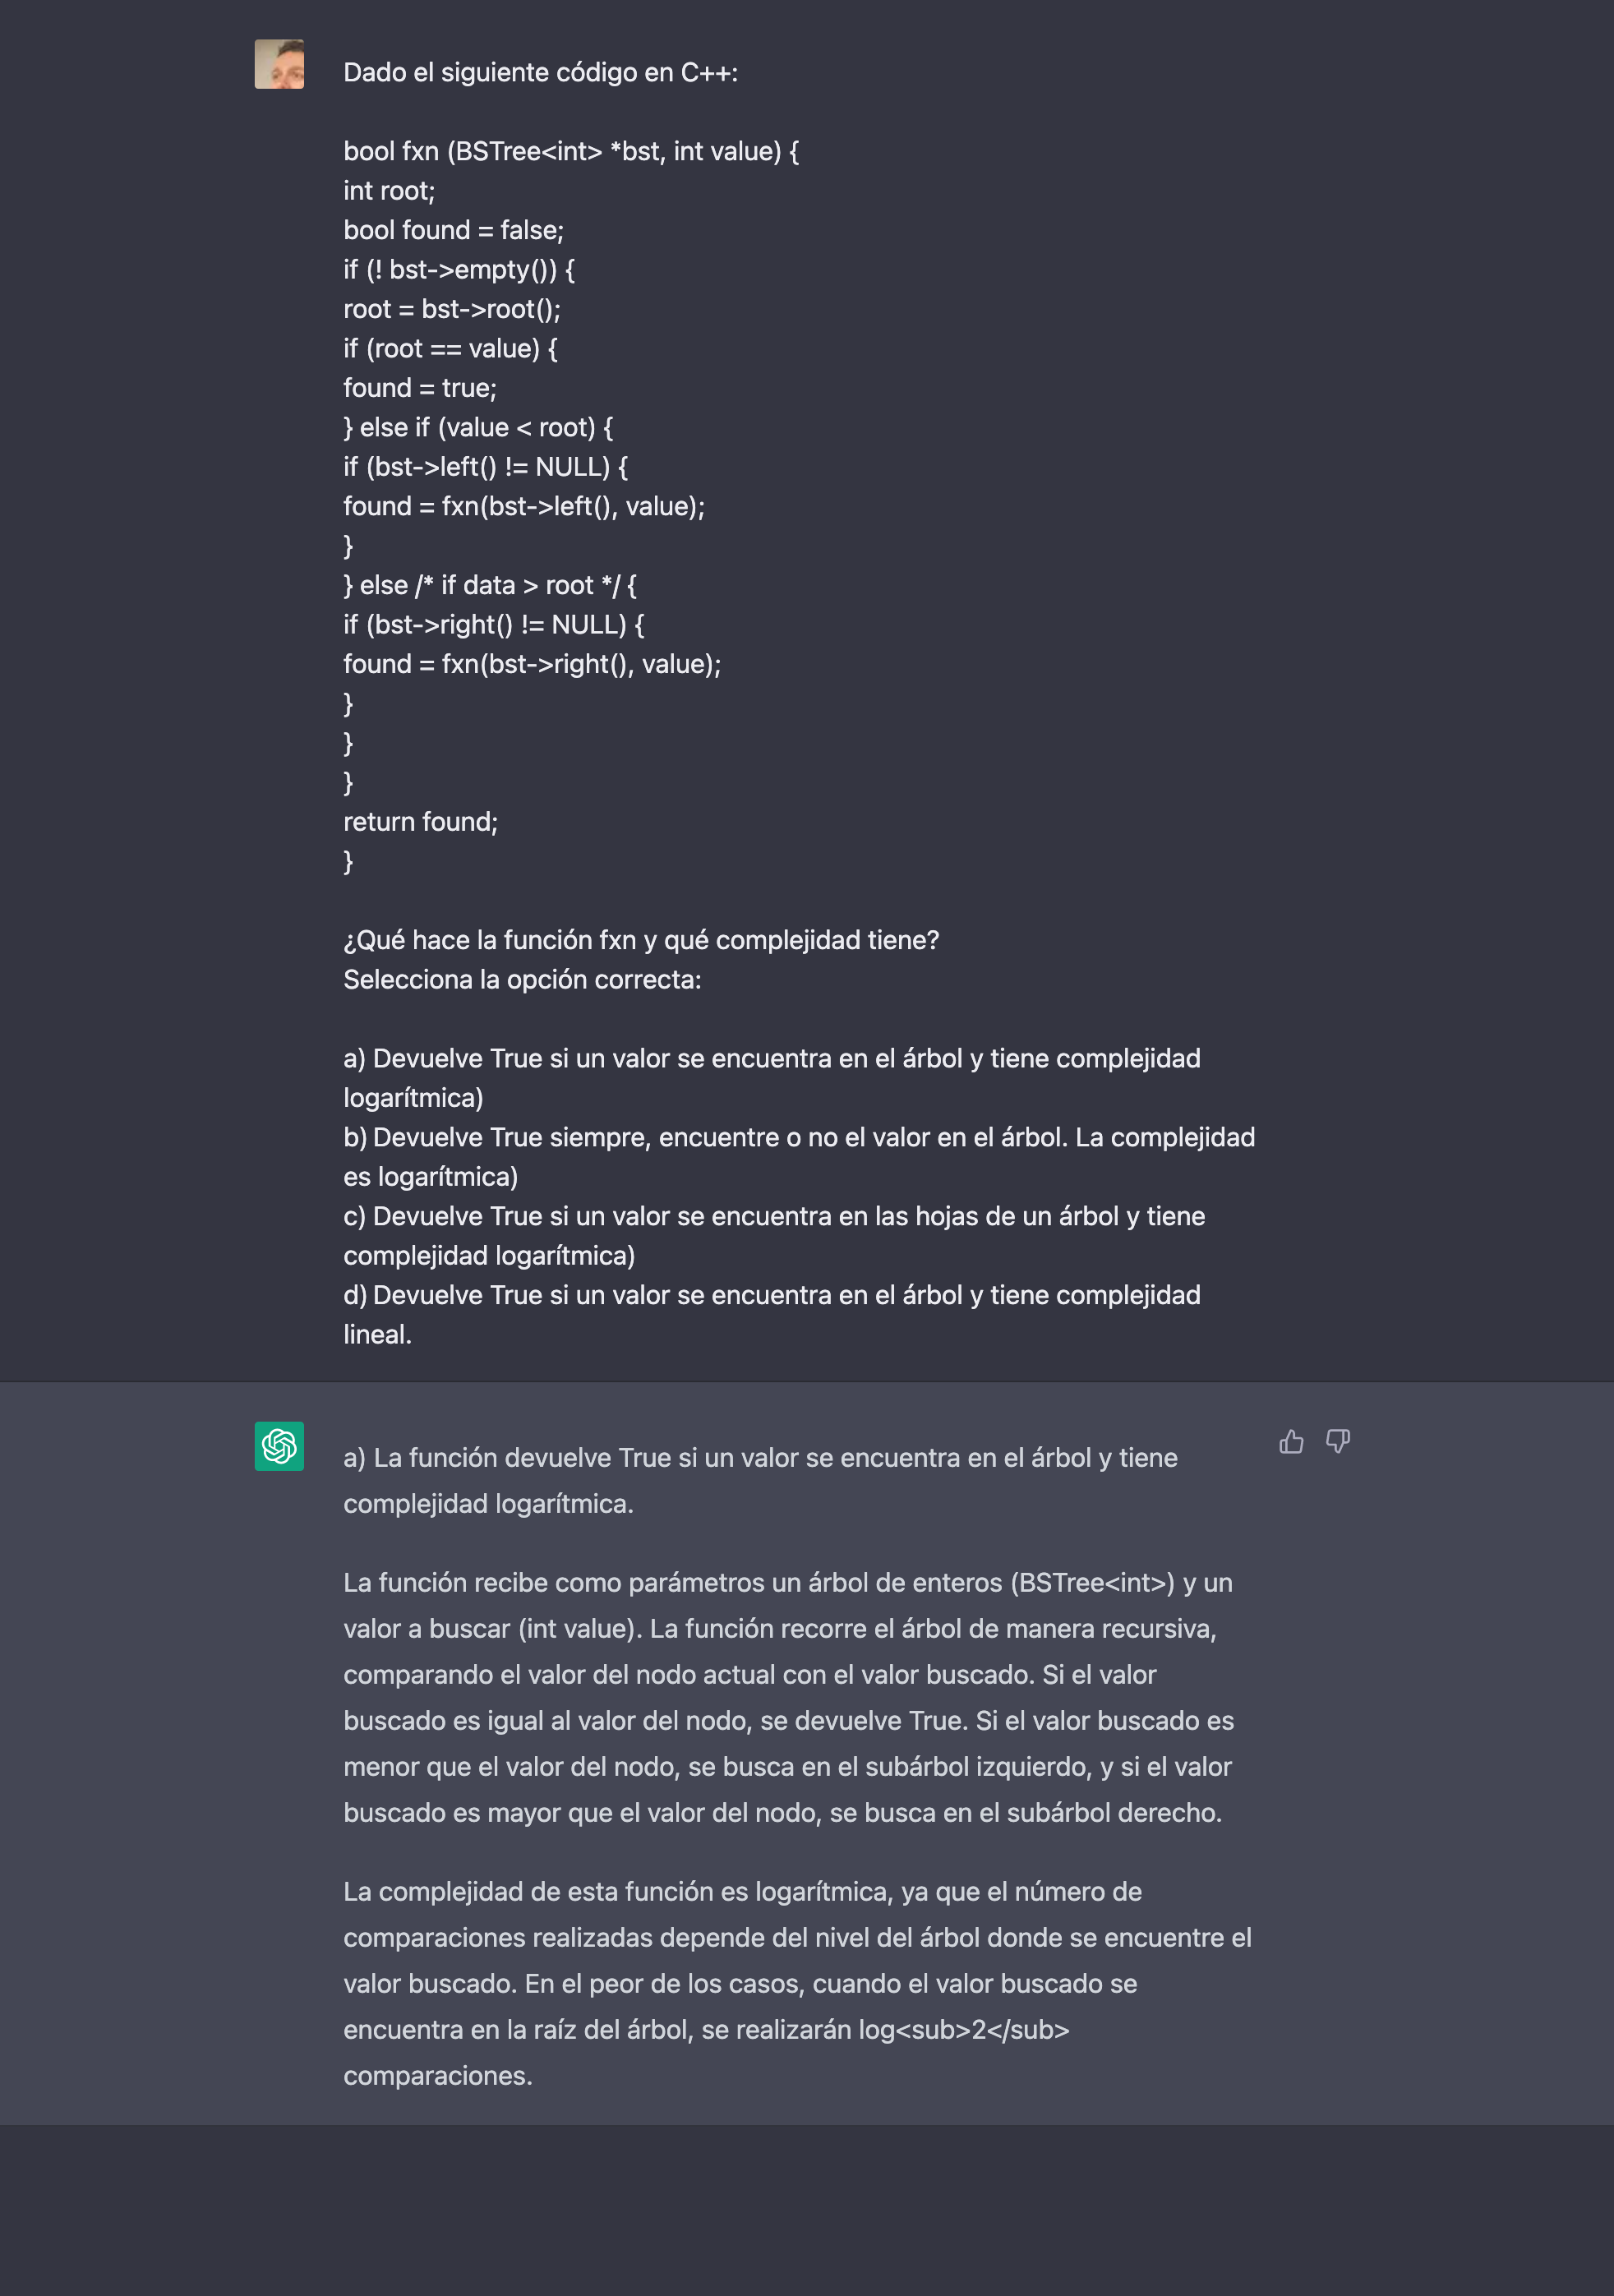 Dado el siguiente código en C++:
bool fxn (BSTree<int> *bst, int value) {
int root;
bool found = false;
if (! bst->empty()) {
root = bst->root();
if (root == value) {
found = true;
} else if (value < root) {
if (bst->left() != NULL) {
found = fxn(bst->left(), value);
}
} else /* if data > root */ {
if (bst->right() != NULL) {
found = fxn(bst->right(), value);
}
}
}
return found;
}
¿Qué hace la función fxn y qué complejidad tiene?
Selecciona la opción correcta:
a) Devuelve True si un valor se encuentra en el árbol y tiene complejidad
logarítmica)
b) Devuelve True siempre, encuentre o no el valor en el árbol. La complejidad
es logarítmica)
c) Devuelve True si un valor se encuentra en las hojas de un árbol y tiene
complejidad logarítmica)
d) Devuelve True si un valor se encuentra en el árbol y tiene complejidad
lineal.
a) La función devuelve True si un valor se encuentra en el árbol y tiene
complejidad logarítmica.
La función recibe como parámetros un árbol de enteros (BSTree<int>) y un
valor a buscar (int value). La función recorre el árbol de manera recursiva,
comparando el valor del nodo actual con el valor buscado. Si el valor
buscado es igual al valor del nodo, se devuelve True. Si el valor buscado es
menor que el valor del nodo, se busca en el subárbol izquierdo, y si el valor
buscado es mayor que el valor del nodo, se busca en el subárbol derecho.
La complejidad de esta función es logarítmica, ya que el número de
comparaciones realizadas depende del nivel del árbol donde se encuentre el
valor buscado. En el peor de los casos, cuando el valor buscado se
encuentra en la raíz del árbol, se realizarán log<sub>2</sub>
comparaciones.